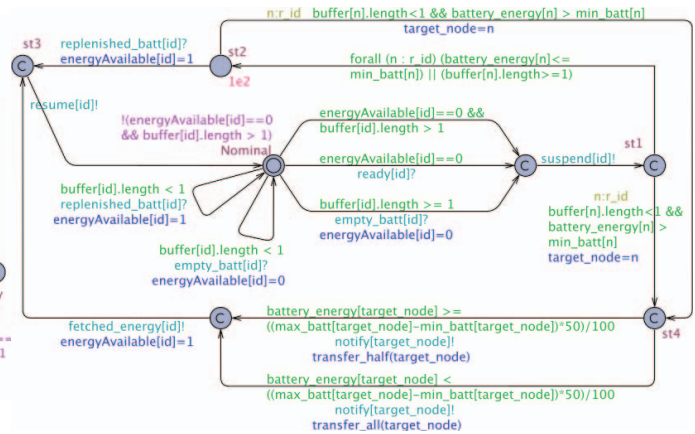 n:r_id buffer[n].length<1 && battery_energy[n] > min_batt[n]
target_node=n
st3
replenished_batt[id]?
energyAvailable[id]=1
C
st2
1e2
forall (n : r_id) (battery_energy[n]<=
min_batt[n]) || (buffer[n].length>=1)
resume[id]!
!(energyAvailable[id]==0
&& buffer[id].length > 1)
Nominal
energyAvailable[id]==0 &&
buffer[id].length > 1
energyAvailable[id]==0
ready[id]?
C
suspend[id]!
st1
C
buffer[id].length < 1
replenished_batt[id]?
energyAvailable[id]=1
buffer[id].length >= 1
empty_batt[id]?
energyAvailable[id]=0
n:r_id
buffer[n].length<1 &&
battery_energy[n] >
min_batt[n]
target_node=n
buffer[id].length < 1
empty_batt[id]?
energyAvailable[id]=0
y
==
1
fetched_energy[id]!
energyAvailable[id]=1
C
battery_energy[target_node] >=
((max_batt[target_node]-min_batt[target_node])*50)/100
notify[target_node]!
transfer_half(target_node)
C
st4
battery_energy[target_node] <
((max_batt[target_node]-min_batt[target_node])*50)/100
notify[target_node]!
transfer_all(target_node)